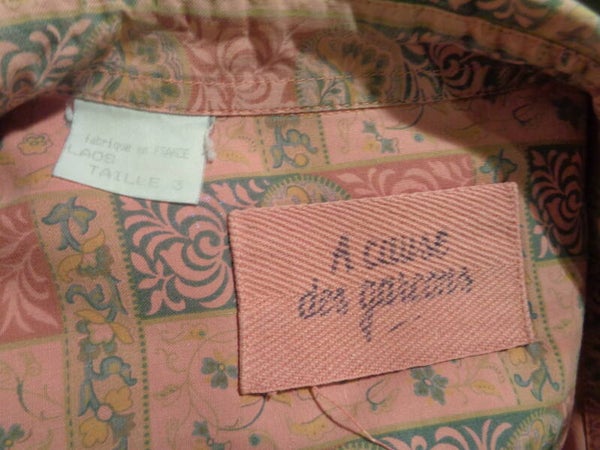 fabriqué en FRANCE
LAOS
TAILLE 3
A cause
des garçons